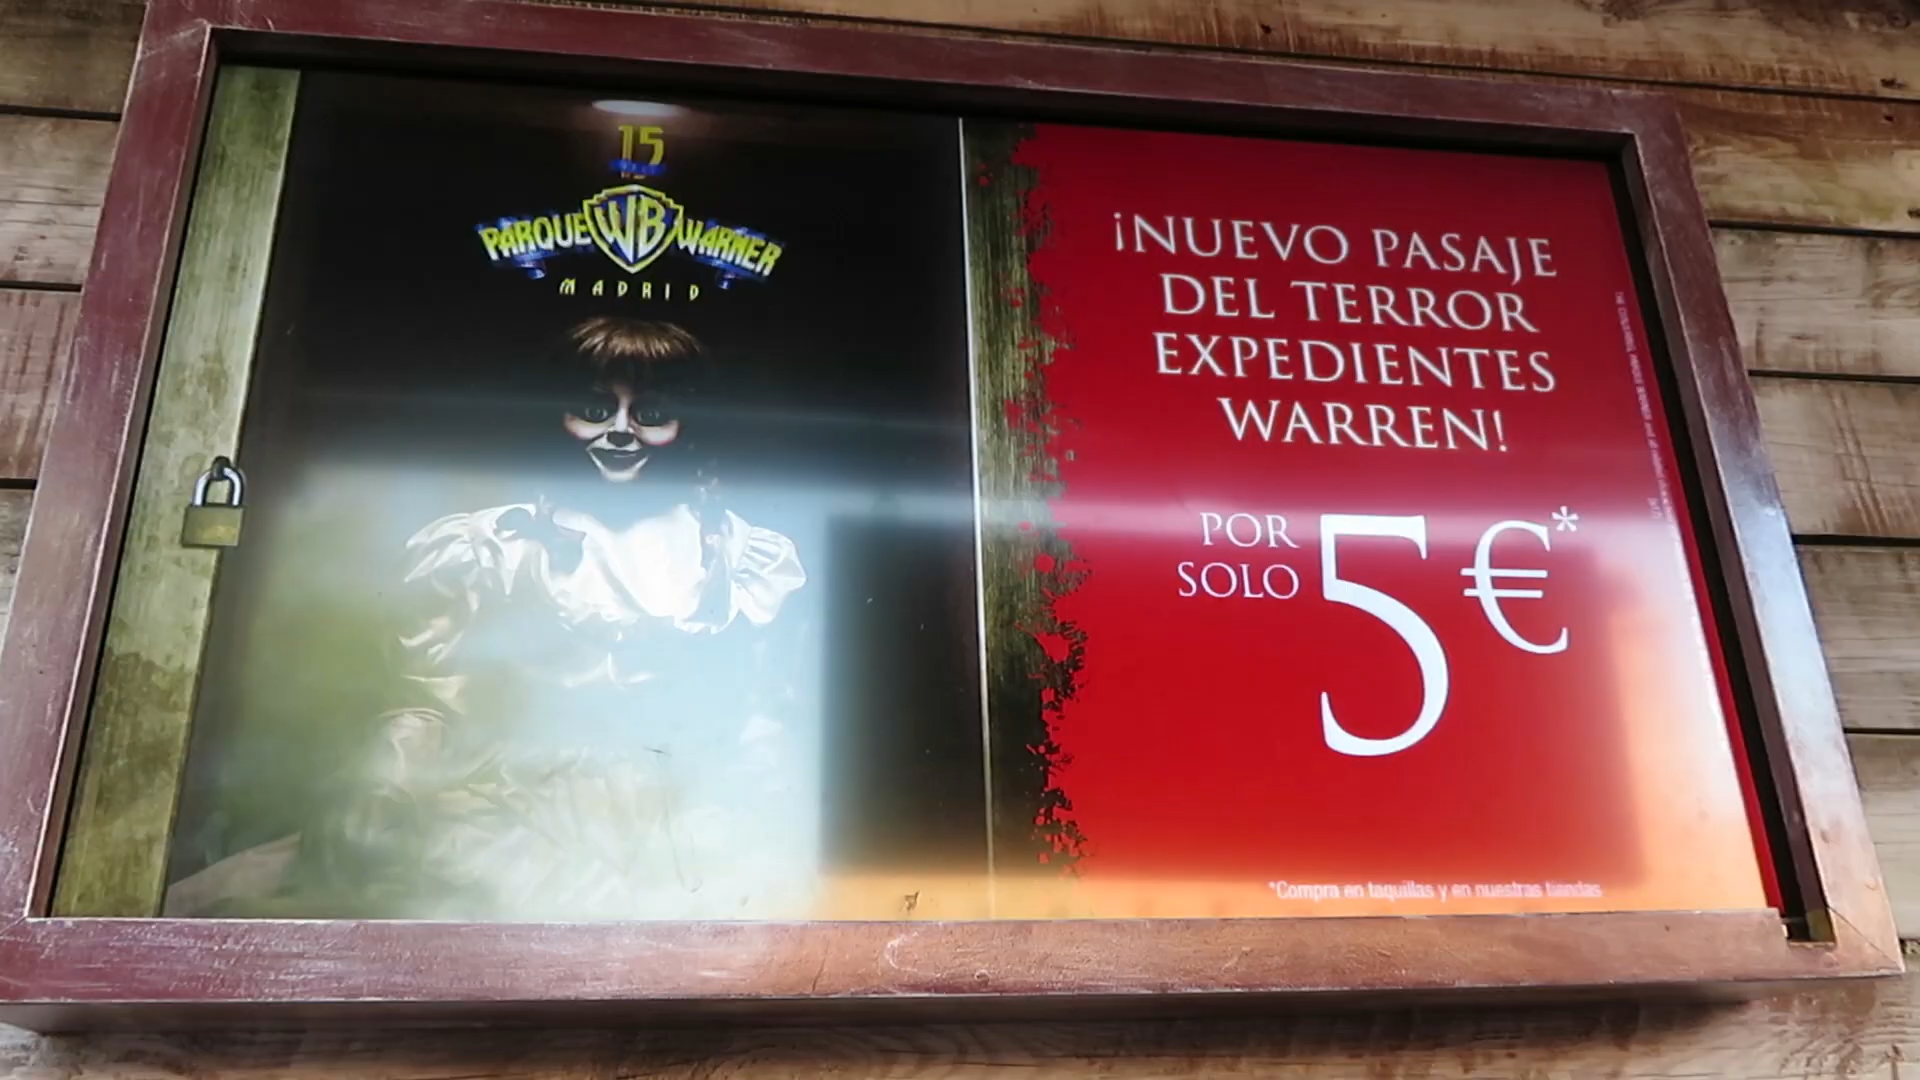 15
PARQUE WB WARNER
MADRID
¡NUEVO PASAJE
DEL TERROR
EXPEDIENTES
WARREN!
POR
SOLO
5€*
*Compra en taquillas y en nuestras tiendas